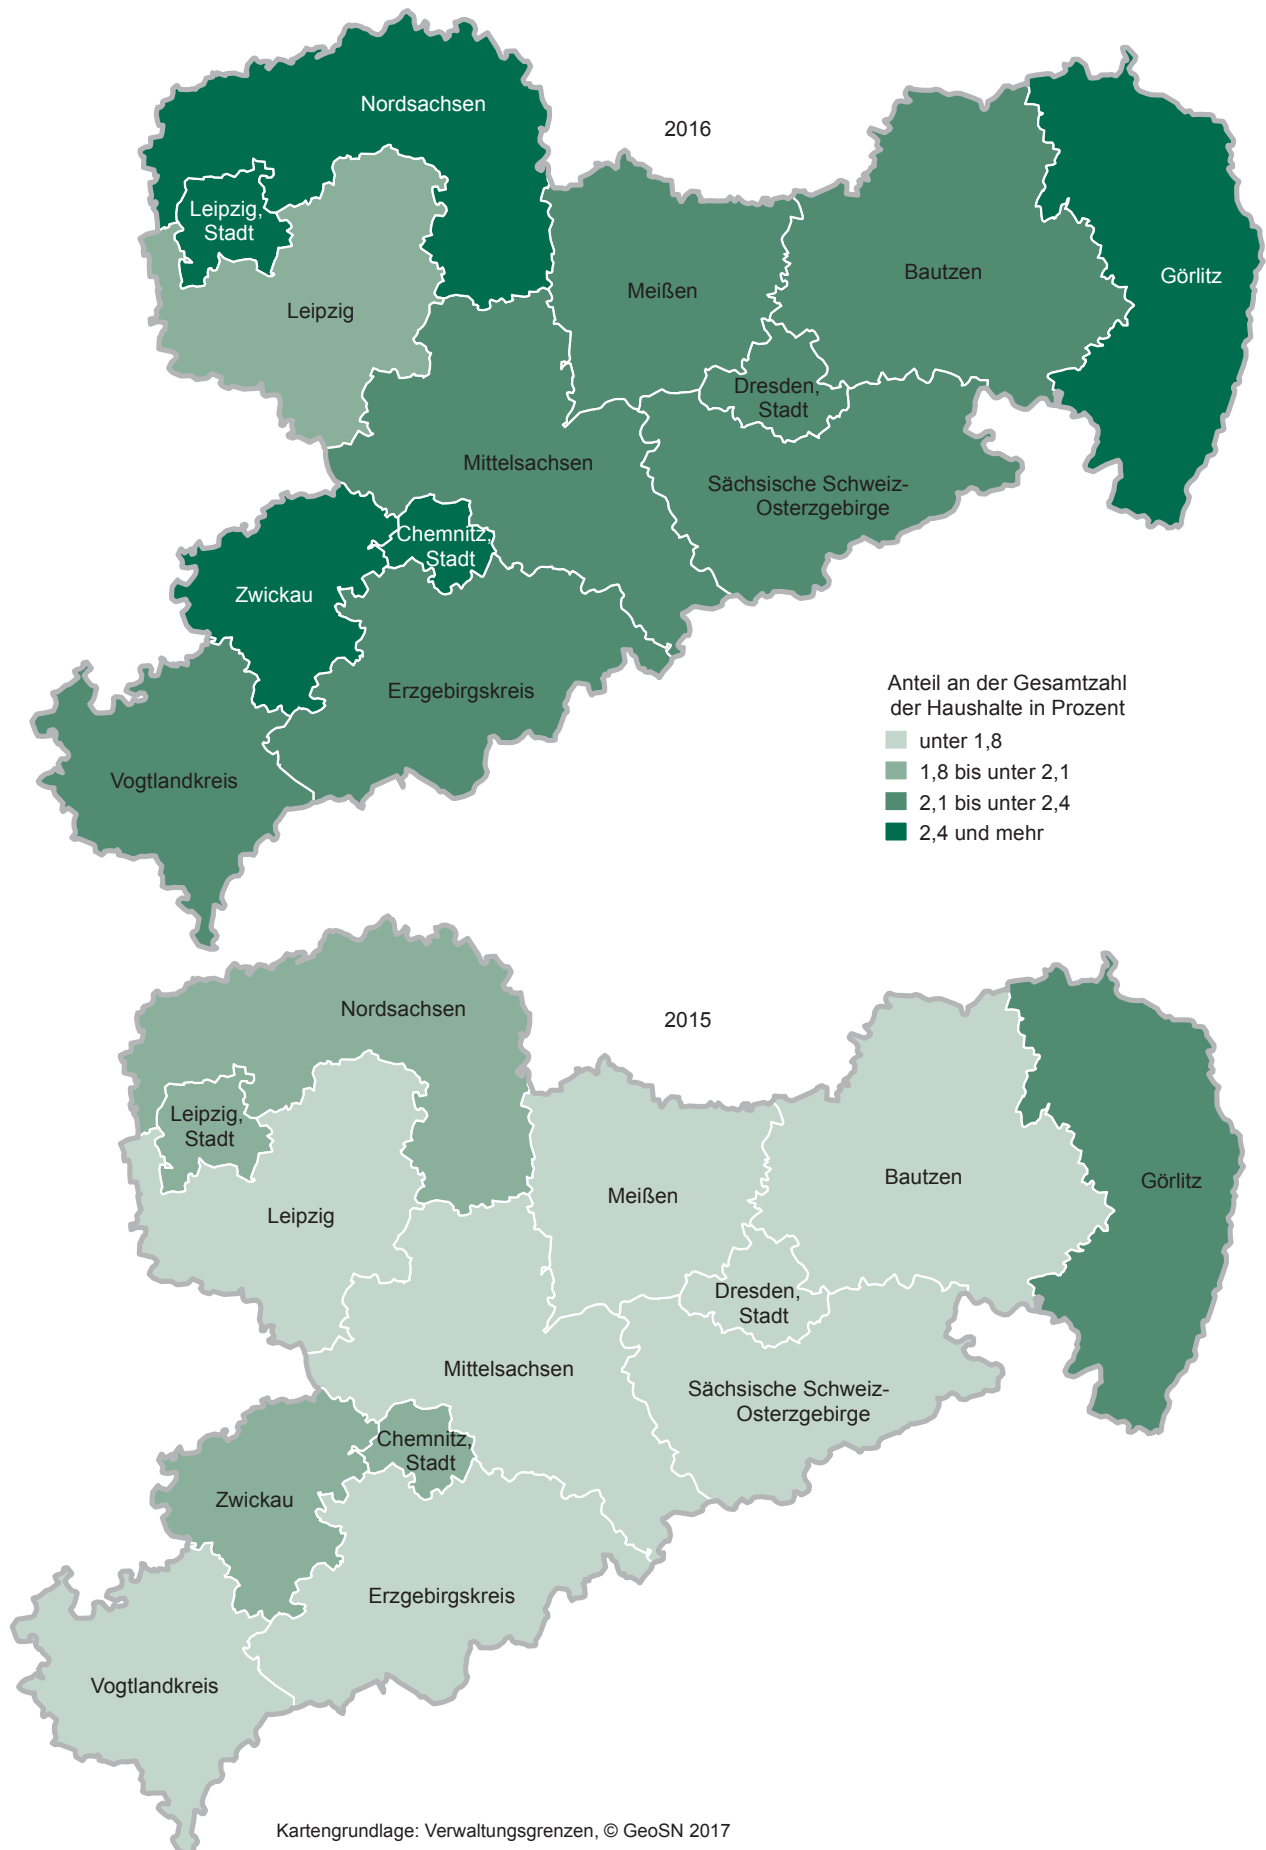 Nordsachsen
2016
Leipzig,
Stadt
Bautzen
Görlitz
Meißen
Leipzig
Dresden,
Stadt
Mittelsachsen
Sächsische Schweiz-
Osterzgebirge
Chemnitz,
Stadt
Zwickau
Erzgebirgskreis
Vogtlandkreis
Anteil an der Gesamtzahl
der Haushalte in Prozent
unter 1,8
1,8 bis unter 2,1
2,1 bis unter 2,4
2,4 und mehr
Nordsachsen
2015
Leipzig,
Stadt
Bautzen
Görlitz
Meißen
Leipzig
Dresden,
Stadt
Mittelsachsen
Sächsische Schweiz-
Osterzgebirge
Chemnitz,
Stadt
Zwickau
Erzgebirgskreis
Vogtlandkreis
Kartengrundlage: Verwaltungsgrenzen, © GeoSN 2017